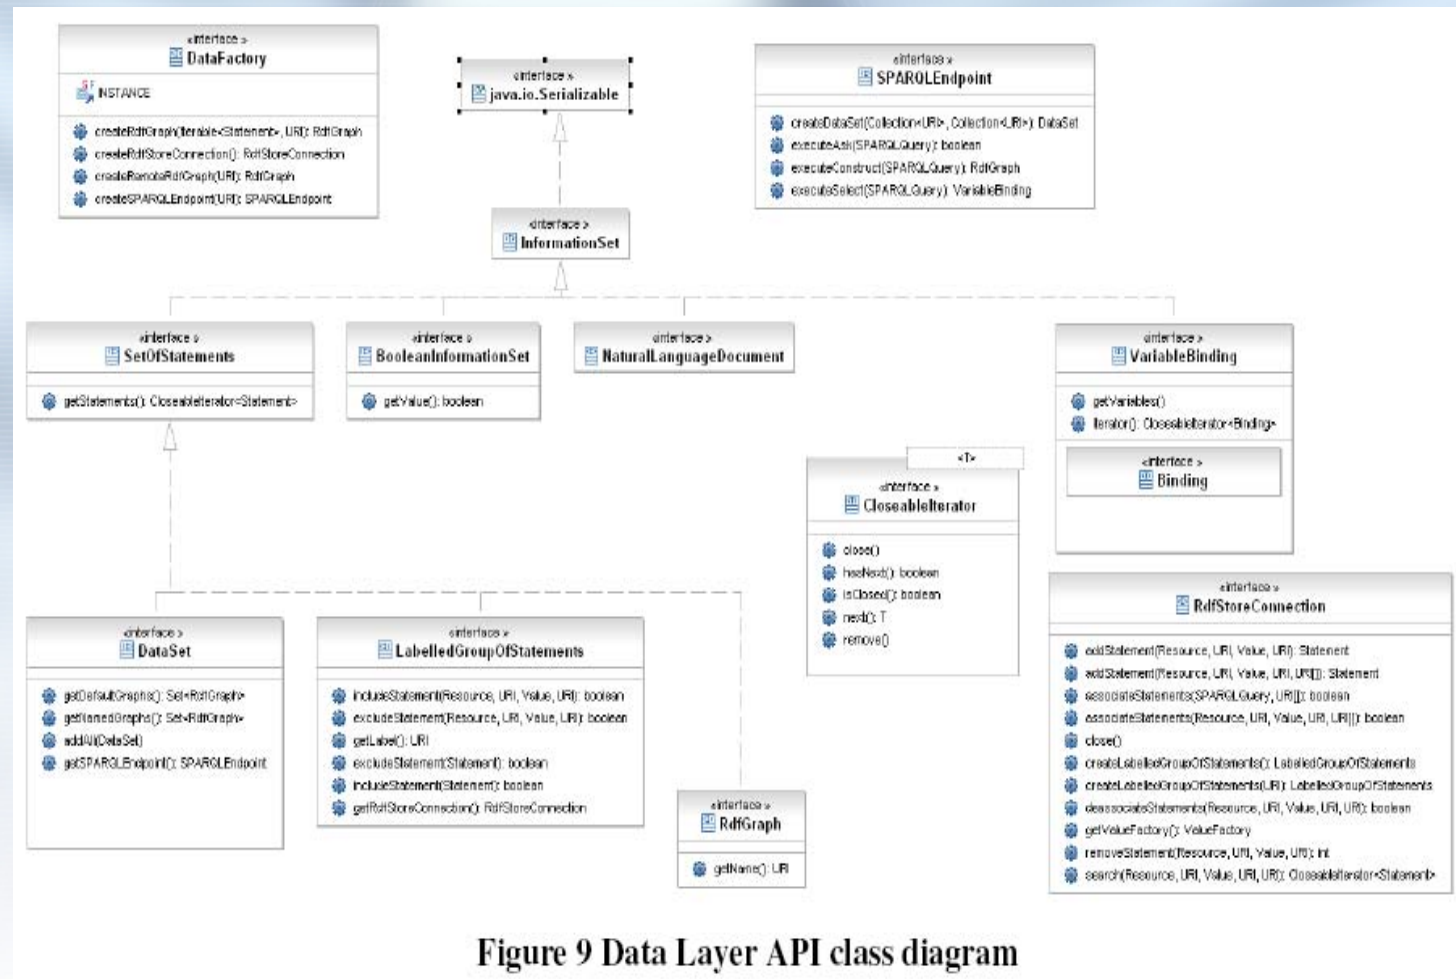 «interface »
DataFactory
INSTANCE
createRdfGraph(Iterable<Statement>, URI): RdfGraph
createRdfStoreConnection(): RdfStoreConnection
createRemoteRdfGraph(URI): RdfGraph
createSPARQLEndpoint(URI): SPARQLEndpoint
«interface »
java.io.Serializable
«interface »
SPARQLEndpoint
createDataSet(Collection<URI>, Collection<URI>): DataSet
executeAsk(SPARQLQuery): boolean
executeConstruct(SPARQLQuery): RdfGraph
executeSelect(SPARQLQuery): VariableBinding
«interface »
InformationSet
«interface »
SetOfStatements
getStatements(): CloseableIterator<Statement>
«interface »
BooleanInformationSet
getValue(): boolean
«interface »
NaturalLanguageDocument
«interface »
VariableBinding
getVariables()
iterator(): CloseableIterator<Binding>
«interface »
Binding
<T>
«interface »
CloseableIterator
close()
hasNext(): boolean
isClosed(): boolean
next(): T
remove()
«interface »
RdfStoreConnection
addStatement(Resource, URI, Value, URI): Statement
addStatement(Resource, URI, Value, URI, URI[]): Statement
associateStatements(SPARQLQuery, URI[]): boolean
associateStatements(Resource, URI, Value, URI, URI[]): boolean
close()
createLabelledGroupOfStatements(): LabelledGroupOfStatements
createLabelledGroupOfStatements(URI): LabelledGroupOfStatements
deassociateStatements(Resource, URI, Value, URI, URI): boolean
getValueFactory(): ValueFactory
removeStatement(Resource, URI, Value, URI): int
search(Resource, URI, Value, URI, URI): CloseableIterator<Statement>
«interface »
DataSet
getDefaultGraphs(): Set<RdfGraph>
getNamedGraphs(): Set<RdfGraph>
addAll(DataSet)
getSPARQLEndpoint(): SPARQLEndpoint
«interface »
LabelledGroupOfStatements
includeStatement(Resource, URI, Value, URI): boolean
excludeStatement(Resource, URI, Value, URI): boolean
getLabel(): URI
excludeStatement(Statement): boolean
includeStatement(Statement): boolean
getRdfStoreConnection(): RdfStoreConnection
«interface »
RdfGraph
getName(): URI
Figure 9 Data Layer API class diagram